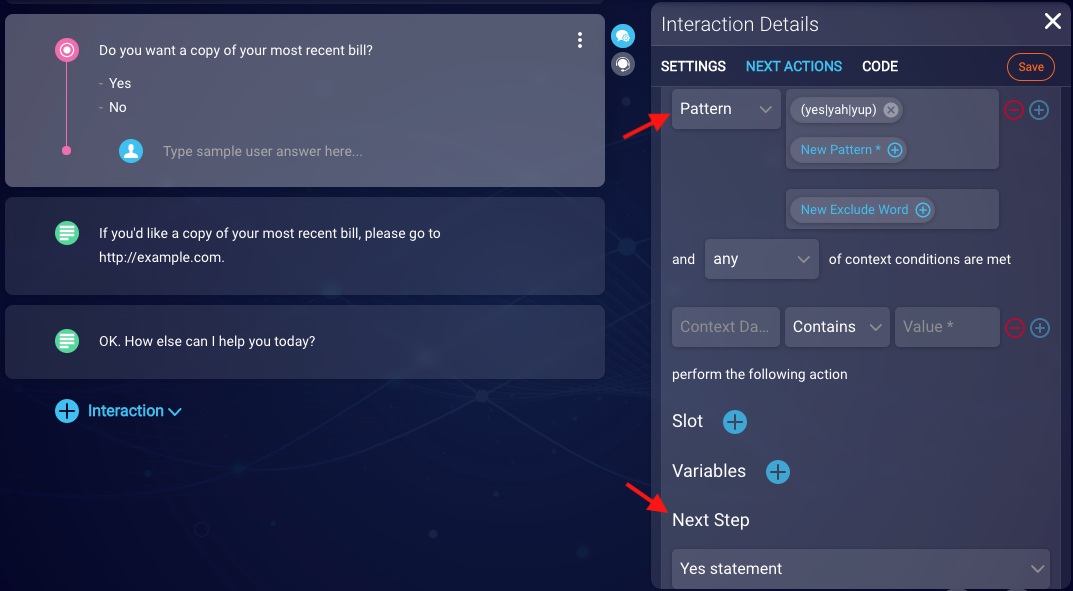 Do you want a copy of your most recent bill?
- Yes
- No
Type sample user answer here...
If you'd like a copy of your most recent bill, please go to
http://example.com.
OK. How else can I help you today?
Interaction
Interaction Details
SETTINGS NEXT ACTIONS CODE Save
Pattern (yes|yah|yup)
New Pattern *
New Exclude Word
and any of context conditions are met
Context Da... Contains Value *
perform the following action
Slot
Variables
Next Step
Yes statement